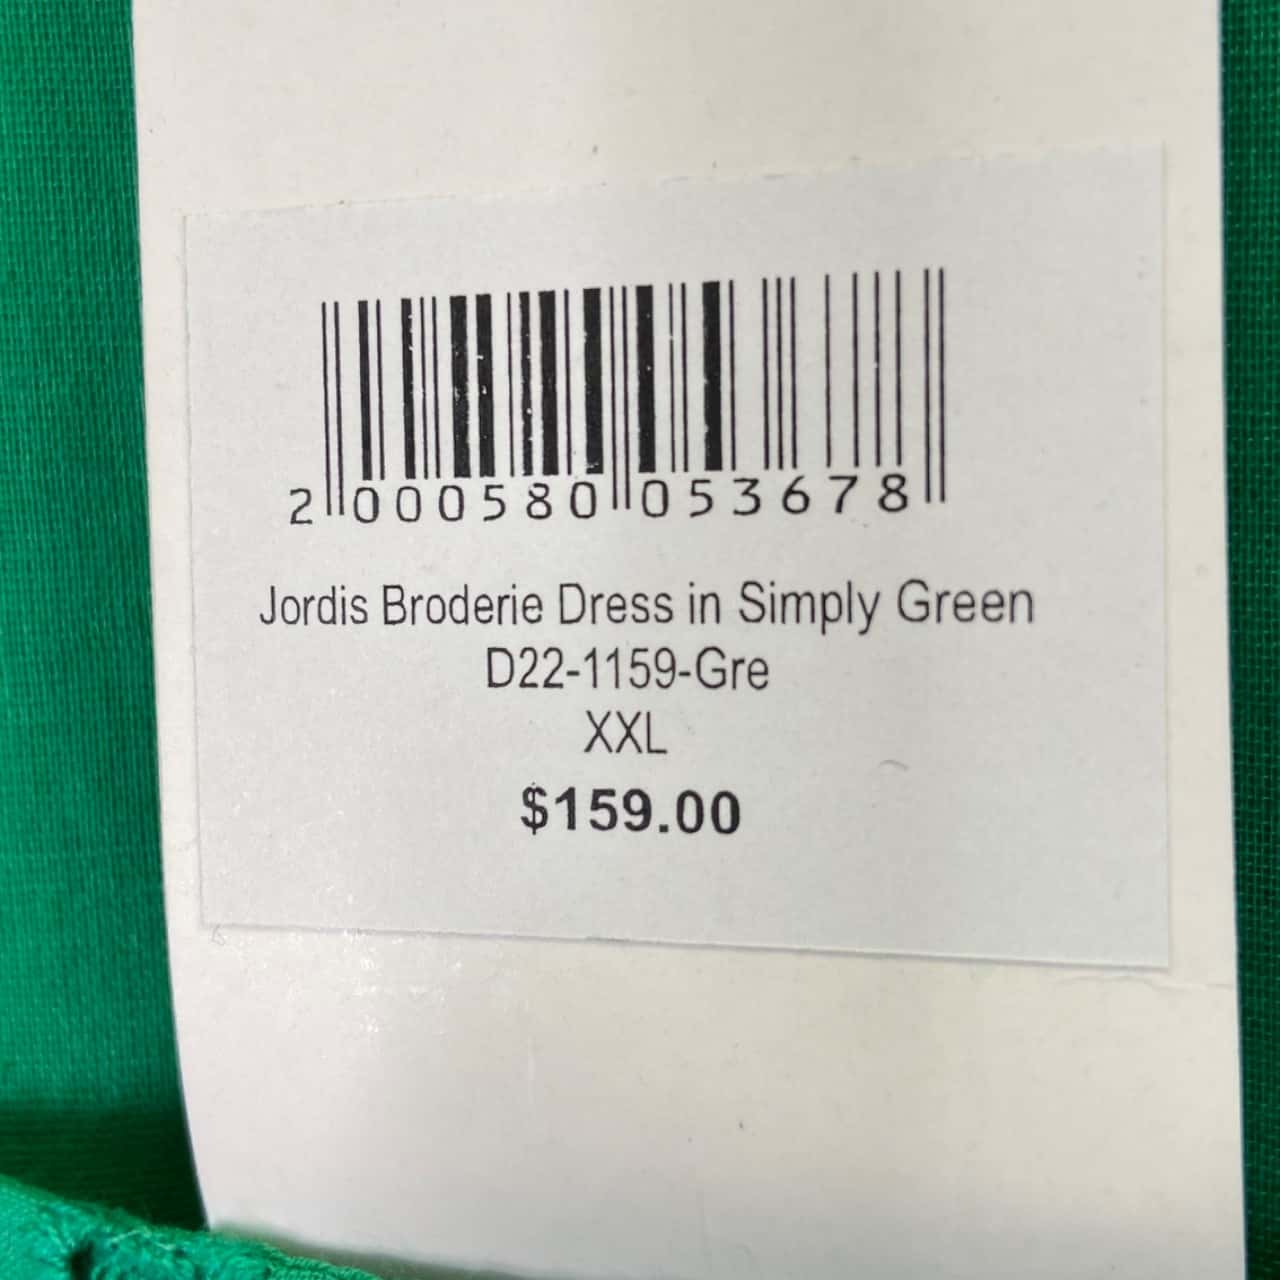 2 000580 053678
Jordis Broderie Dress in Simply Green
D22-1159-Gre
XXL
$159.00